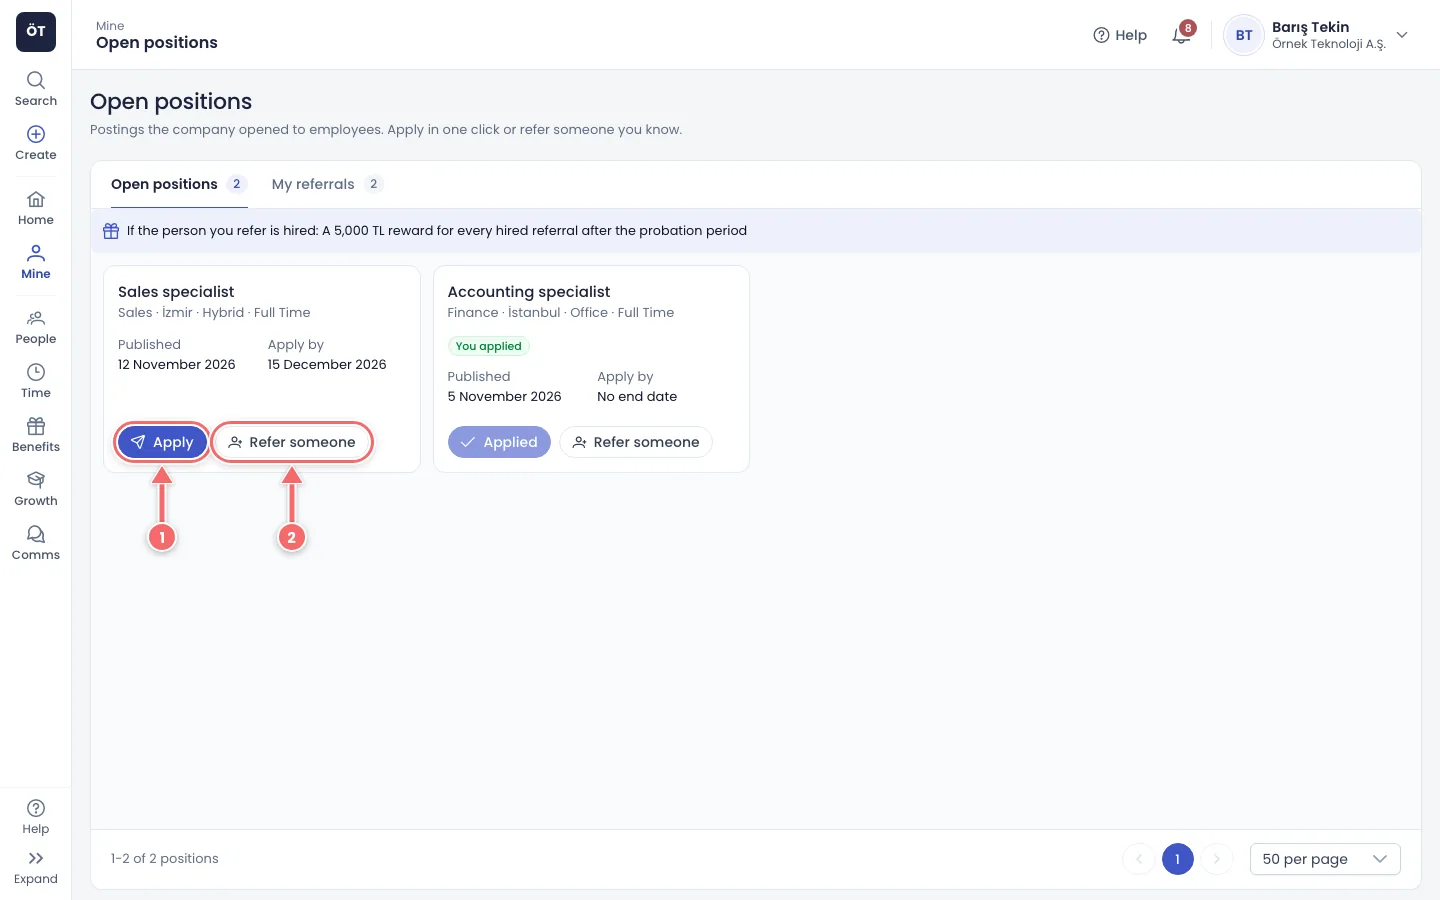 ÖT
Search
Create
Home
Mine
People
Time
Benefits
Growth
Comms
Help
Expand
Mine
Open positions
Help
8
BT
Barış Tekin
Örnek Teknoloji A.Ş.
Open positions
Postings the company opened to employees. Apply in one click or refer someone you know.
Open positions 2
My referrals 2
If the person you refer is hired: A 5,000 TL reward for every hired referral after the probation period
Sales specialist
Sales · İzmir · Hybrid · Full Time
Published
12 November 2026
Apply by
15 December 2026
Apply
Refer someone
1
2
Accounting specialist
Finance · İstanbul · Office · Full Time
You applied
Published
5 November 2026
Apply by
No end date
Applied
Refer someone
1-2 of 2 positions
1
50 per page